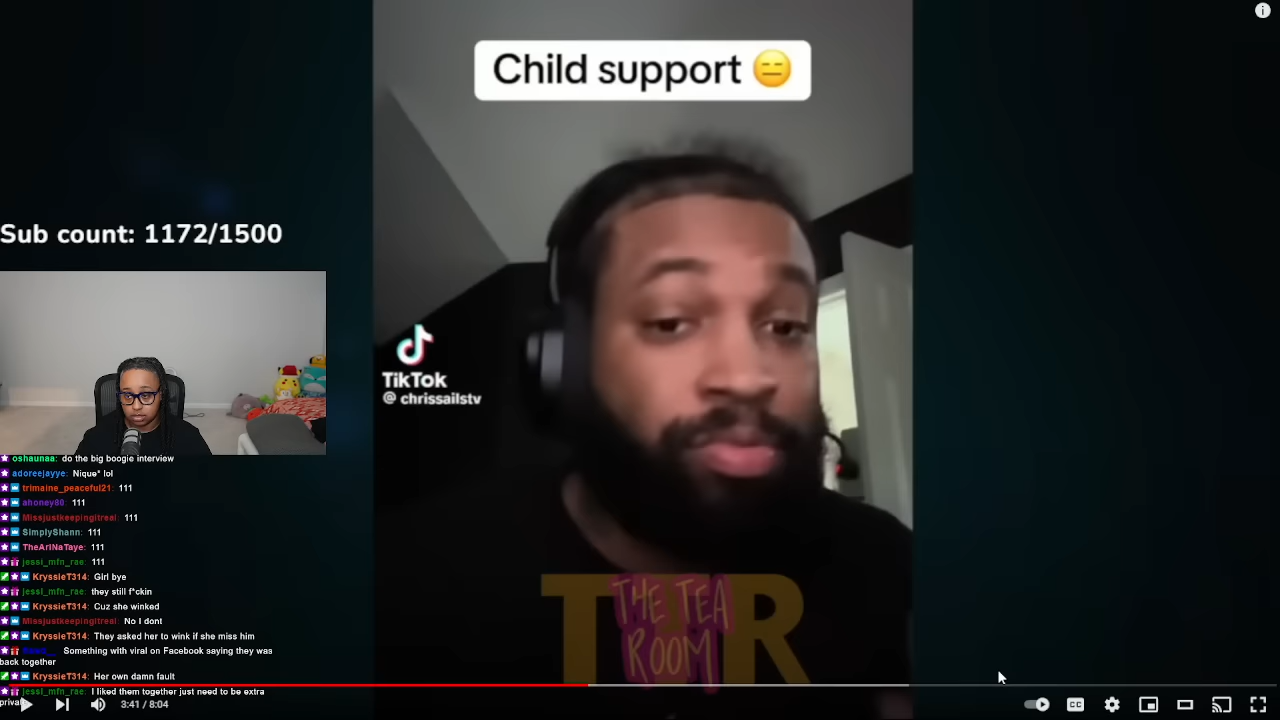 Child support 😑
Sub count: 1172/1500
TikTok
@ chrissailstv
oshaunaa: do the big boogie interview
adoreejayye: Nique* lol
trimaine_peaceful21: 111
ahoney80: 111
Missjustkeepingitreal: 111
SimplyShann: 111
TheAriNaTaye: 111
jessi_mfn_rae: 111
KryssieT314: Girl bye
jessi_mfn_rae: they still f*ckin
KryssieT314: Cuz she winked
Missjustkeepingitreal: No I dont
KryssieT314: They asked her to wink if she miss him
Something with viral on Facebook saying they was
back together
KryssieT314: Her own damn fault
jessi_mfn_rae: I liked them together just need to be extra
T R
THE TEA
ROOM
3:41 / 8:04
CC